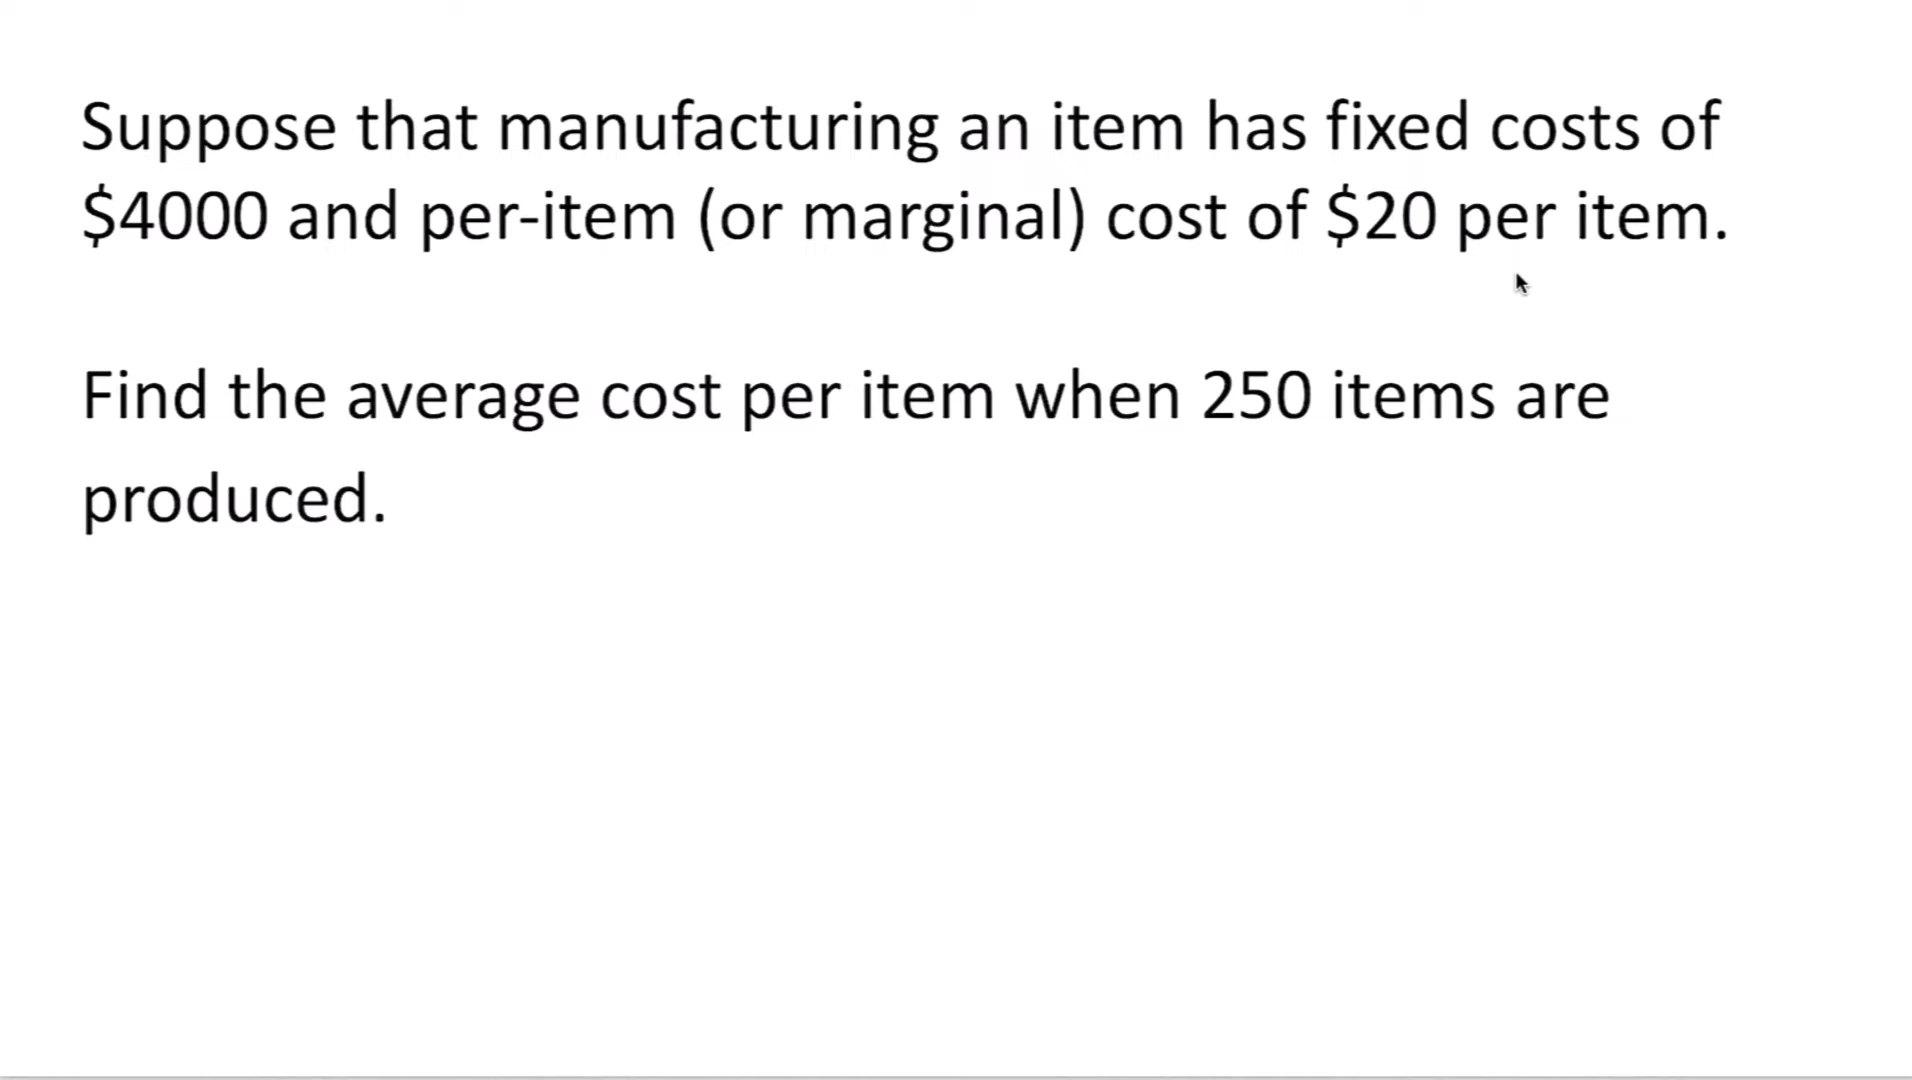 Suppose that manufacturing an item has fixed costs of
$4000 and per-item (or marginal) cost of $20 per item.
Find the average cost per item when 250 items are
produced.